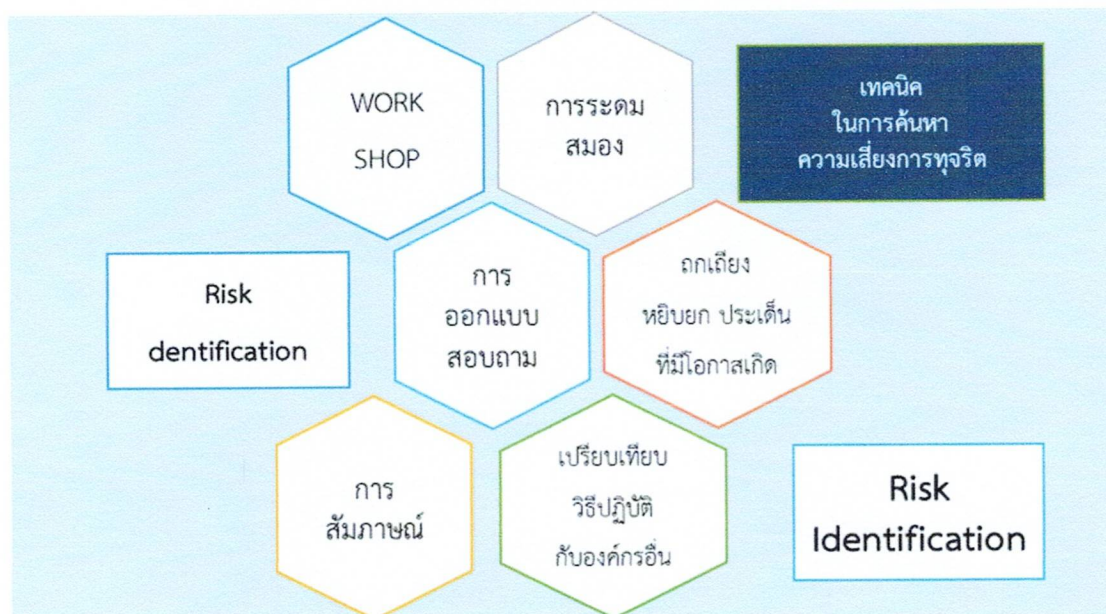 WORK
SHOP
การระดม
สมอง
เทคนิค
ในการค้นหา
ความเสี่ยงการทุจริต
Risk
dentification
การ
ออกแบบ
สอบถาม
ถกเถียง
หยิบยก ประเด็น
ที่มีโอกาสเกิด
การ
สัมภาษณ์
เปรียบเทียบ
วิธีปฏิบัติ
กับองค์กรอื่น
Risk
Identification